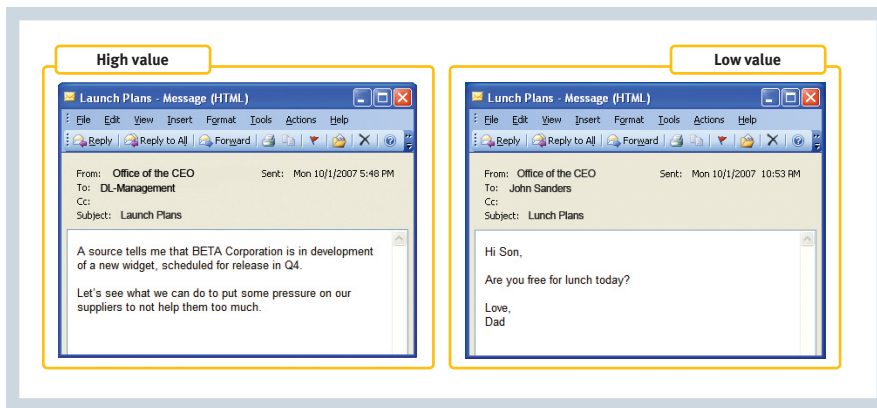 High value
Low value
Launch Plans - Message (HTML)
File Edit View Insert Format Tools Actions Help
Reply Reply to All Forward
From: Office of the CEO Sent: Mon 10/1/2007 5:48 PM
To: DL-Management
Cc:
Subject: Launch Plans
A source tells me that BETA Corporation is in development
of a new widget, scheduled for release in Q4.
Let's see what we can do to put some pressure on our
suppliers to not help them too much.
Lunch Plans - Message (HTML)
File Edit View Insert Format Tools Actions Help
Reply Reply to All Forward
From: Office of the CEO Sent: Mon 10/1/2007 10:53 AM
To: John Sanders
Cc:
Subject: Lunch Plans
Hi Son,
Are you free for lunch today?
Love,
Dad